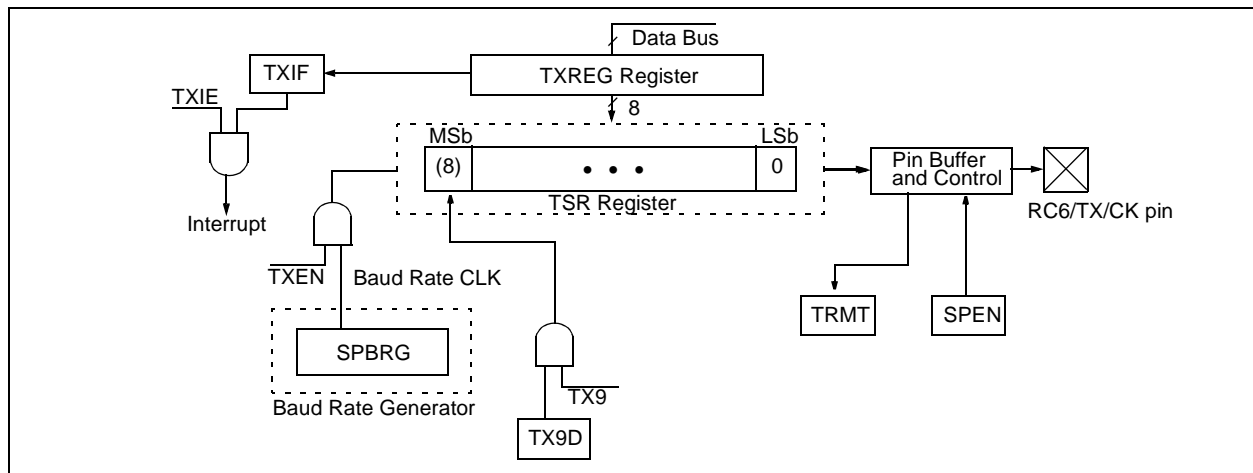 Data Bus
TXIF
TXREG Register
TXIE
8
MSb
LSb
(8)
• • •
0
Pin Buffer
and Control
TSR Register
RC6/TX/CK pin
Interrupt
TXEN
Baud Rate CLK
TRMT
SPEN
SPBRG
TX9
Baud Rate Generator
TX9D